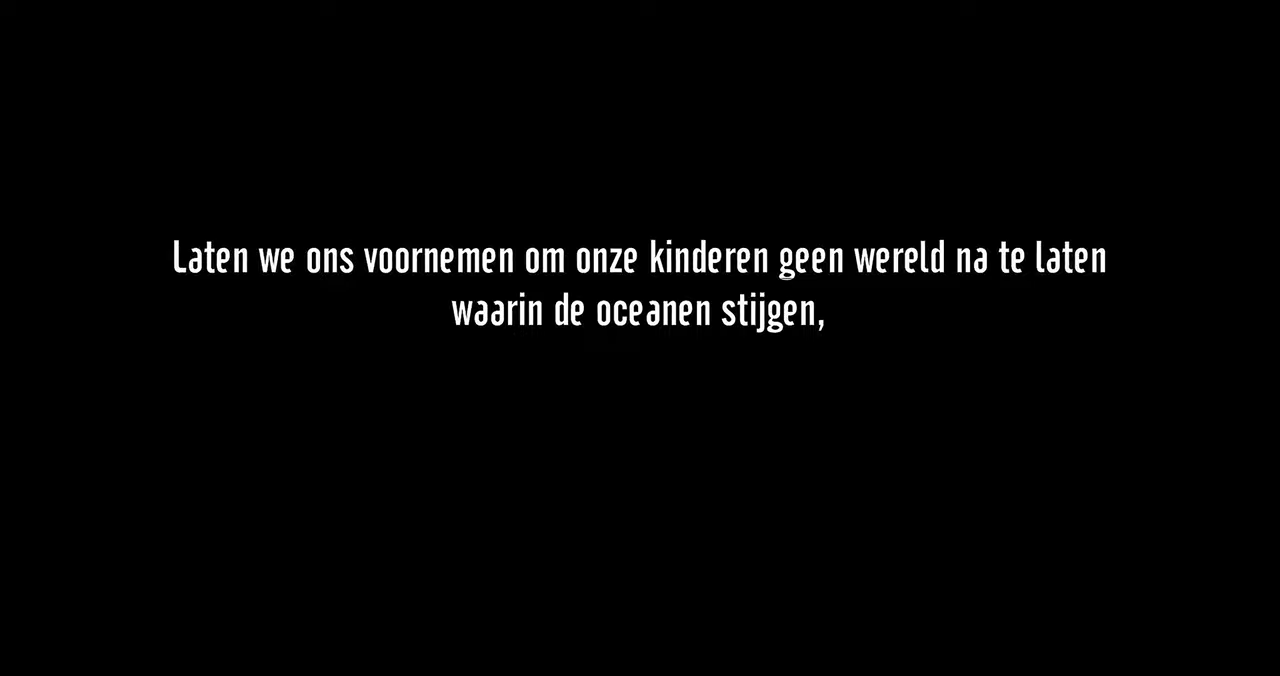 Laten we ons voornemen om onze kinderen geen wereld na te laten
waarin de oceanen stijgen,